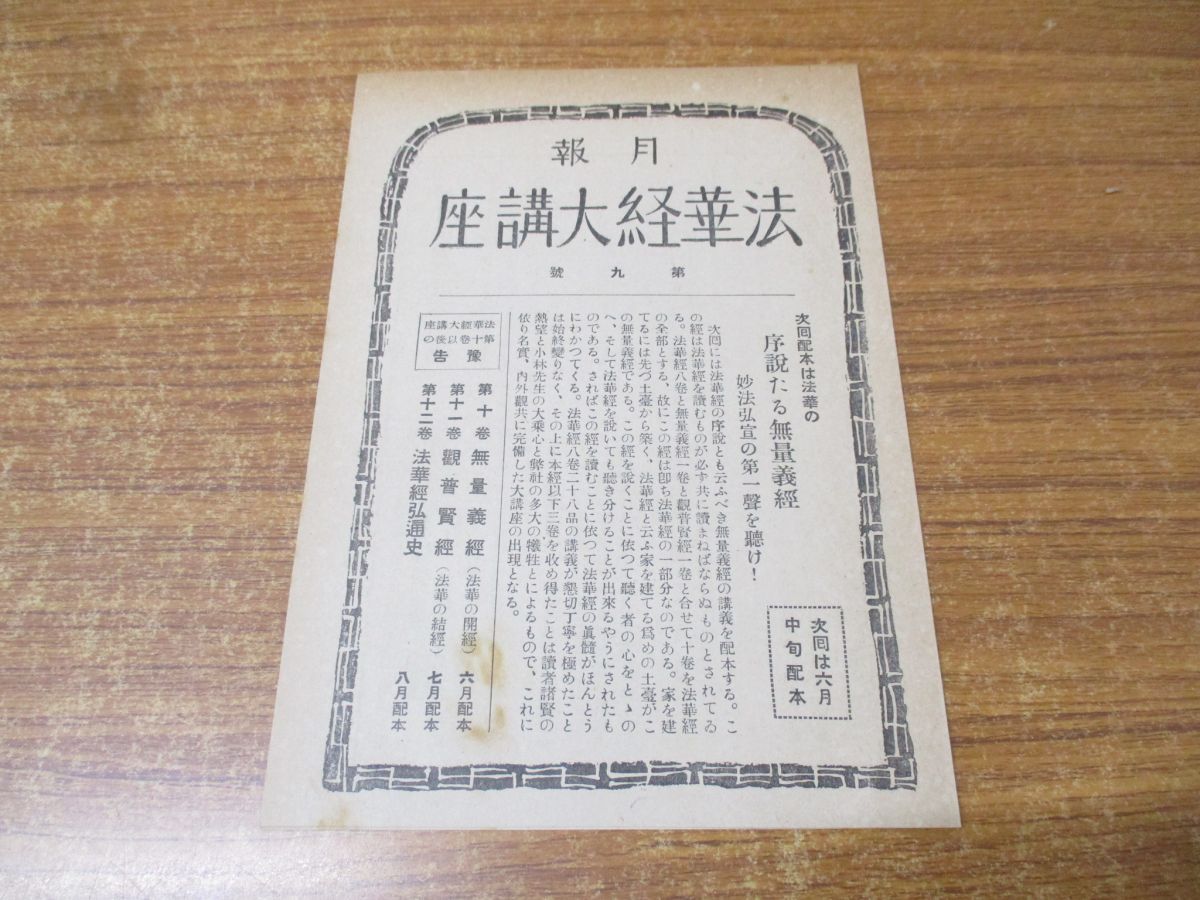 月報
法華経大講座
第九號
次囘配本は法華の
序説たる無量義經
妙法弘宣の第一聲を聽け!
次囘は六月
中旬配本
次囘には法華經の序説とも云ふべき無量義經の講義を配本する。こ
の經は法華經を讀むものが必ず共に讀まねばならぬものとされてゐ
る。法華經八卷と無量義經一卷と觀普賢經一卷と合せて十卷を法華經
の全部とする、故にこの經は卽ち法華經の一部分なのである。家を建
てるには先づ土臺から築く、法華經と云ふ家を建てる爲めの土臺がこ
の無量義經である。この經を說くことに依つて聽く者の心をとゝの
へ、そして法華經を說いても聽き分けることが出來るやうにされたも
のである。さればこの經を讀むことに依つて法華經の眞髓がほんとう
にわかつてくる。法華經八卷二十八品の講義が懇切丁寧を極めたこと
は始終變りなく、その上に本經以下三卷を收め得たことは讀者諸賢の
熱望と小林先生の大乘心と弊社の多大の犧牲とによるもので、これに
依り名實、內外觀共に完備した大講座の出現となる。
法華經大講座
第十卷以後の
豫告
第十卷 無量義經(法華の開經) 六月配本
第十一卷 觀普賢經(法華の結經) 七月配本
第十二卷 法華經弘通史 八月配本